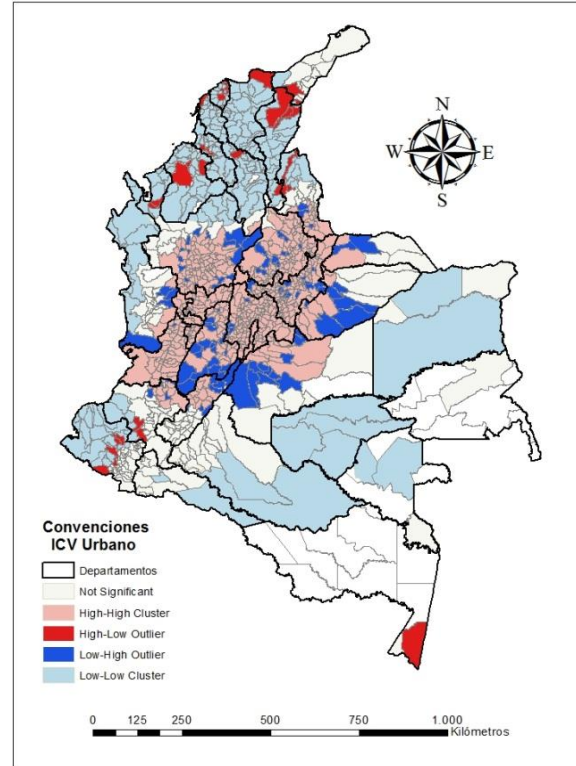 N
W E
S
Convenciones
ICV Urbano
Departamentos
Not Significant
High-High Cluster
High-Low Outlier
Low-High Outlier
Low-Low Cluster
0 125 250 500 750 1.000
Kilómetros